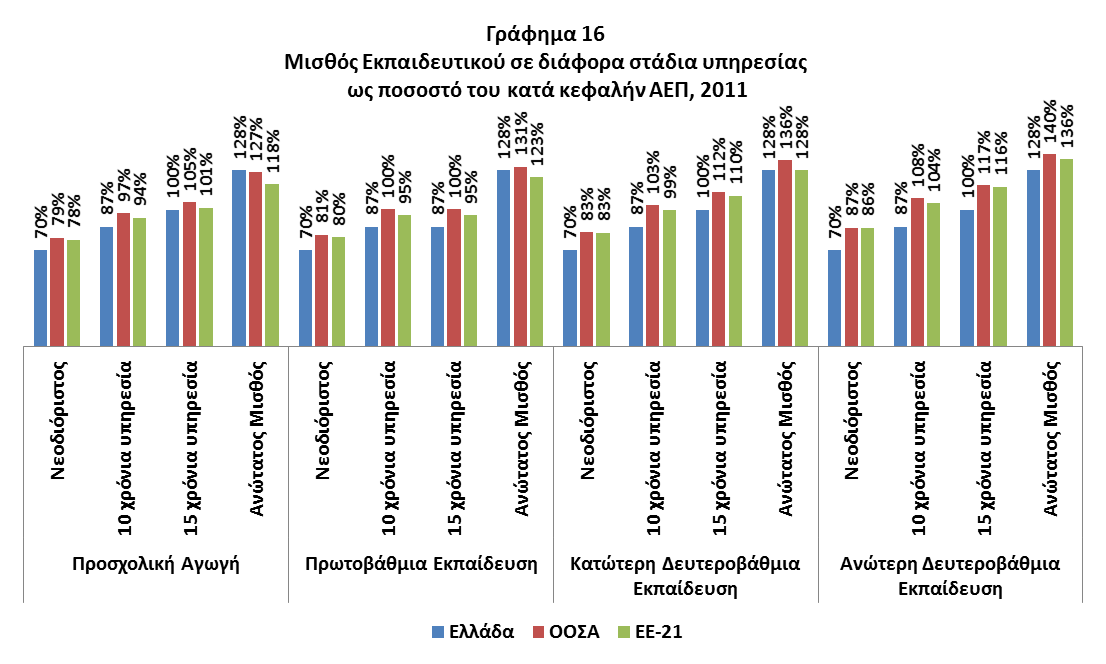 Γράφημα 16
Μισθός Εκπαιδευτικού σε διάφορα στάδια υπηρεσίας
ως ποσοστό του κατά κεφαλήν ΑΕΠ, 2011
70% 79% 78% 87% 97% 94% 100% 105% 101% 128% 127% 118% 70% 81% 80% 87% 100% 95% 87% 100% 95% 128% 131% 123% 70% 83% 83% 87% 103% 99% 100% 112% 110% 128% 136% 128% 70% 87% 86% 87% 108% 104% 100% 117% 116% 128% 140% 136%
Νεοδιόριστος
10 χρόνια υπηρεσία
15 χρόνια υπηρεσία
Ανώτατος Μισθός
Νεοδιόριστος
10 χρόνια υπηρεσία
15 χρόνια υπηρεσία
Ανώτατος Μισθός
Νεοδιόριστος
10 χρόνια υπηρεσία
15 χρόνια υπηρεσία
Ανώτατος Μισθός
Νεοδιόριστος
10 χρόνια υπηρεσία
15 χρόνια υπηρεσία
Ανώτατος Μισθός
Προσχολική Αγωγή
Πρωτοβάθμια Εκπαίδευση
Κατώτερη Δευτεροβάθμια
Εκπαίδευση
Ανώτερη Δευτεροβάθμια
Εκπαίδευση
Ελλάδα ΟΟΣΑ ΕΕ-21